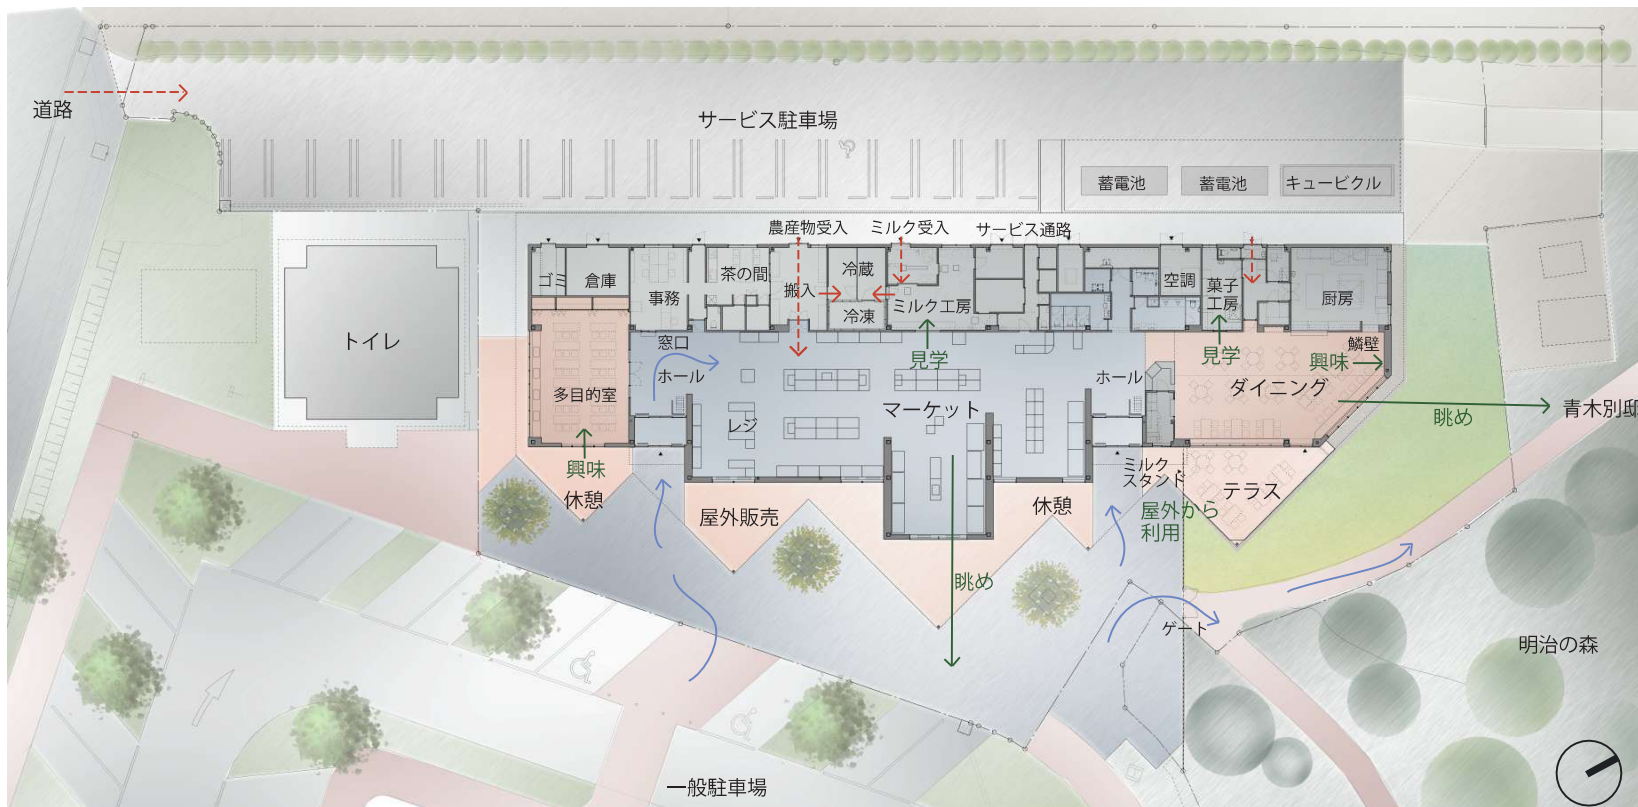 道路
サービス駐車場
蓄電池
蓄電池
キュービクル
農産物受入
ミルク受入
サービス通路
ゴミ
倉庫
事務
茶の間
搬入
冷蔵
冷凍
ミルク工房
空調
菓子
工房
厨房
トイレ
窓口
見学
見学
鱗壁
興味
ホール
ホール
多目的室
ダイニング
マーケット
レジ
眺め
青木別邸
興味
休憩
ミルク
スタンド
テラス
屋外販売
休憩
屋外から
利用
眺め
ゲート
明治の森
一般駐車場